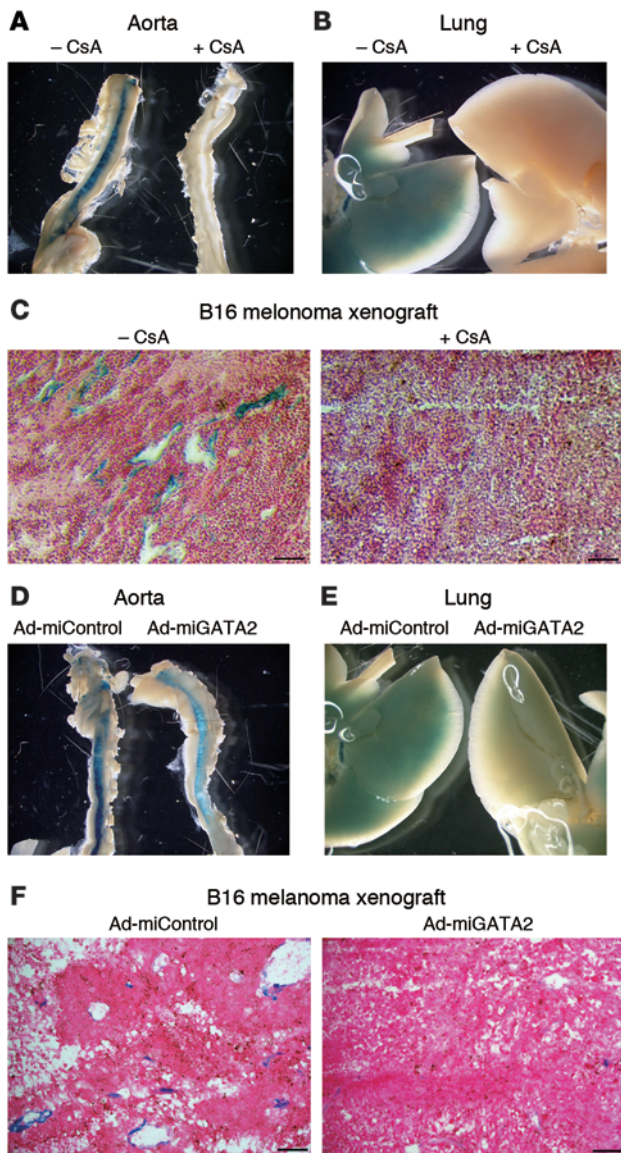 A Aorta
– CsA + CsA
B Lung
– CsA + CsA
C B16 melonoma xenograft
– CsA + CsA
D Aorta
Ad-miControl Ad-miGATA2
E Lung
Ad-miControl Ad-miGATA2
F B16 melanoma xenograft
Ad-miControl Ad-miGATA2